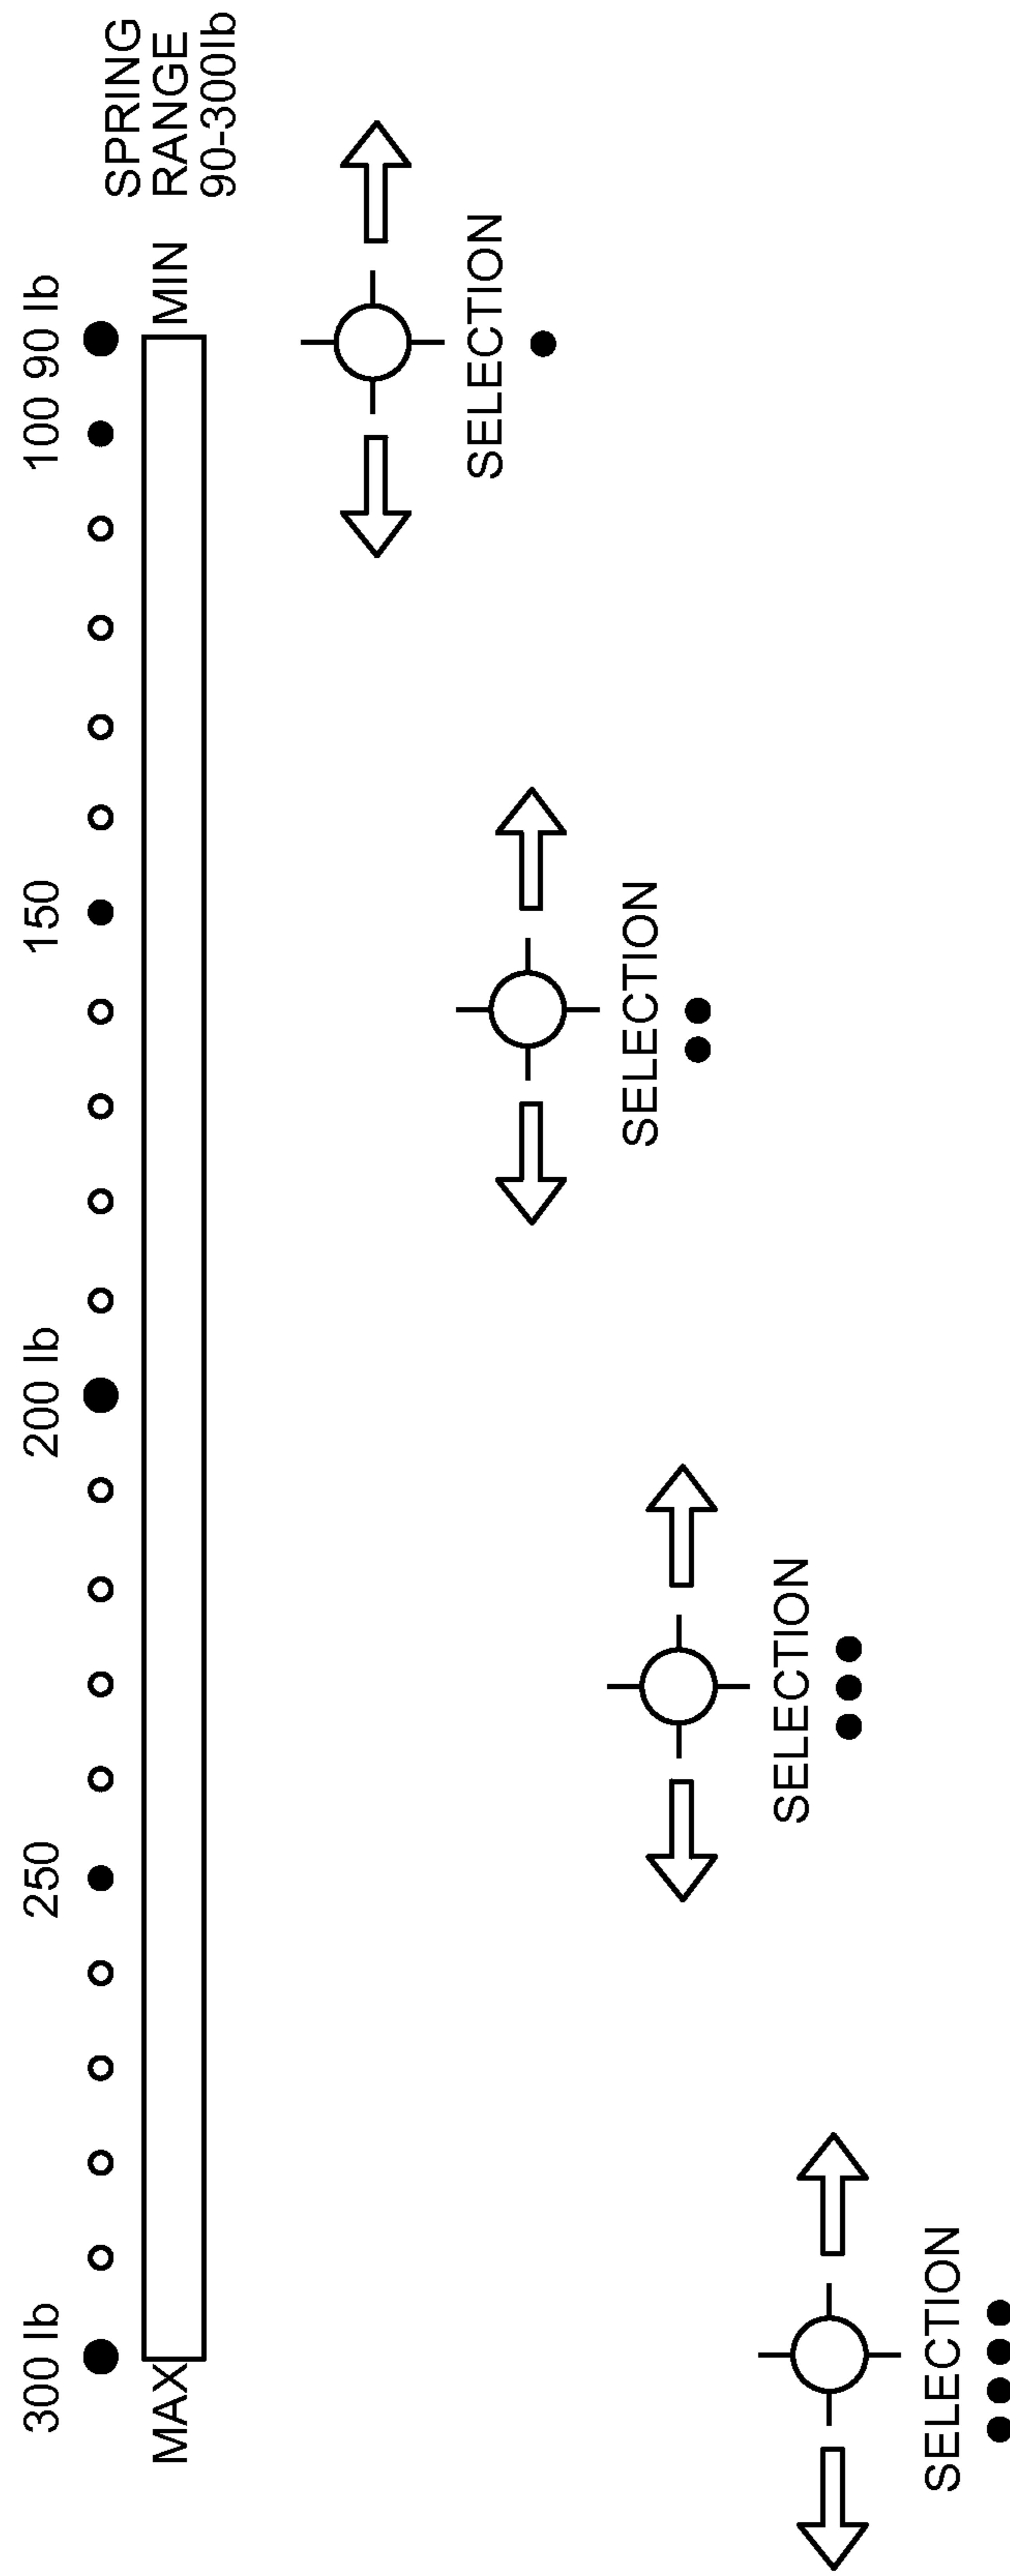 300 lb
250
200 lb
150
100
90 lb
MAX
MIN
SPRING
RANGE
90-300lb
SELECTION
SELECTION
SELECTION
SELECTION